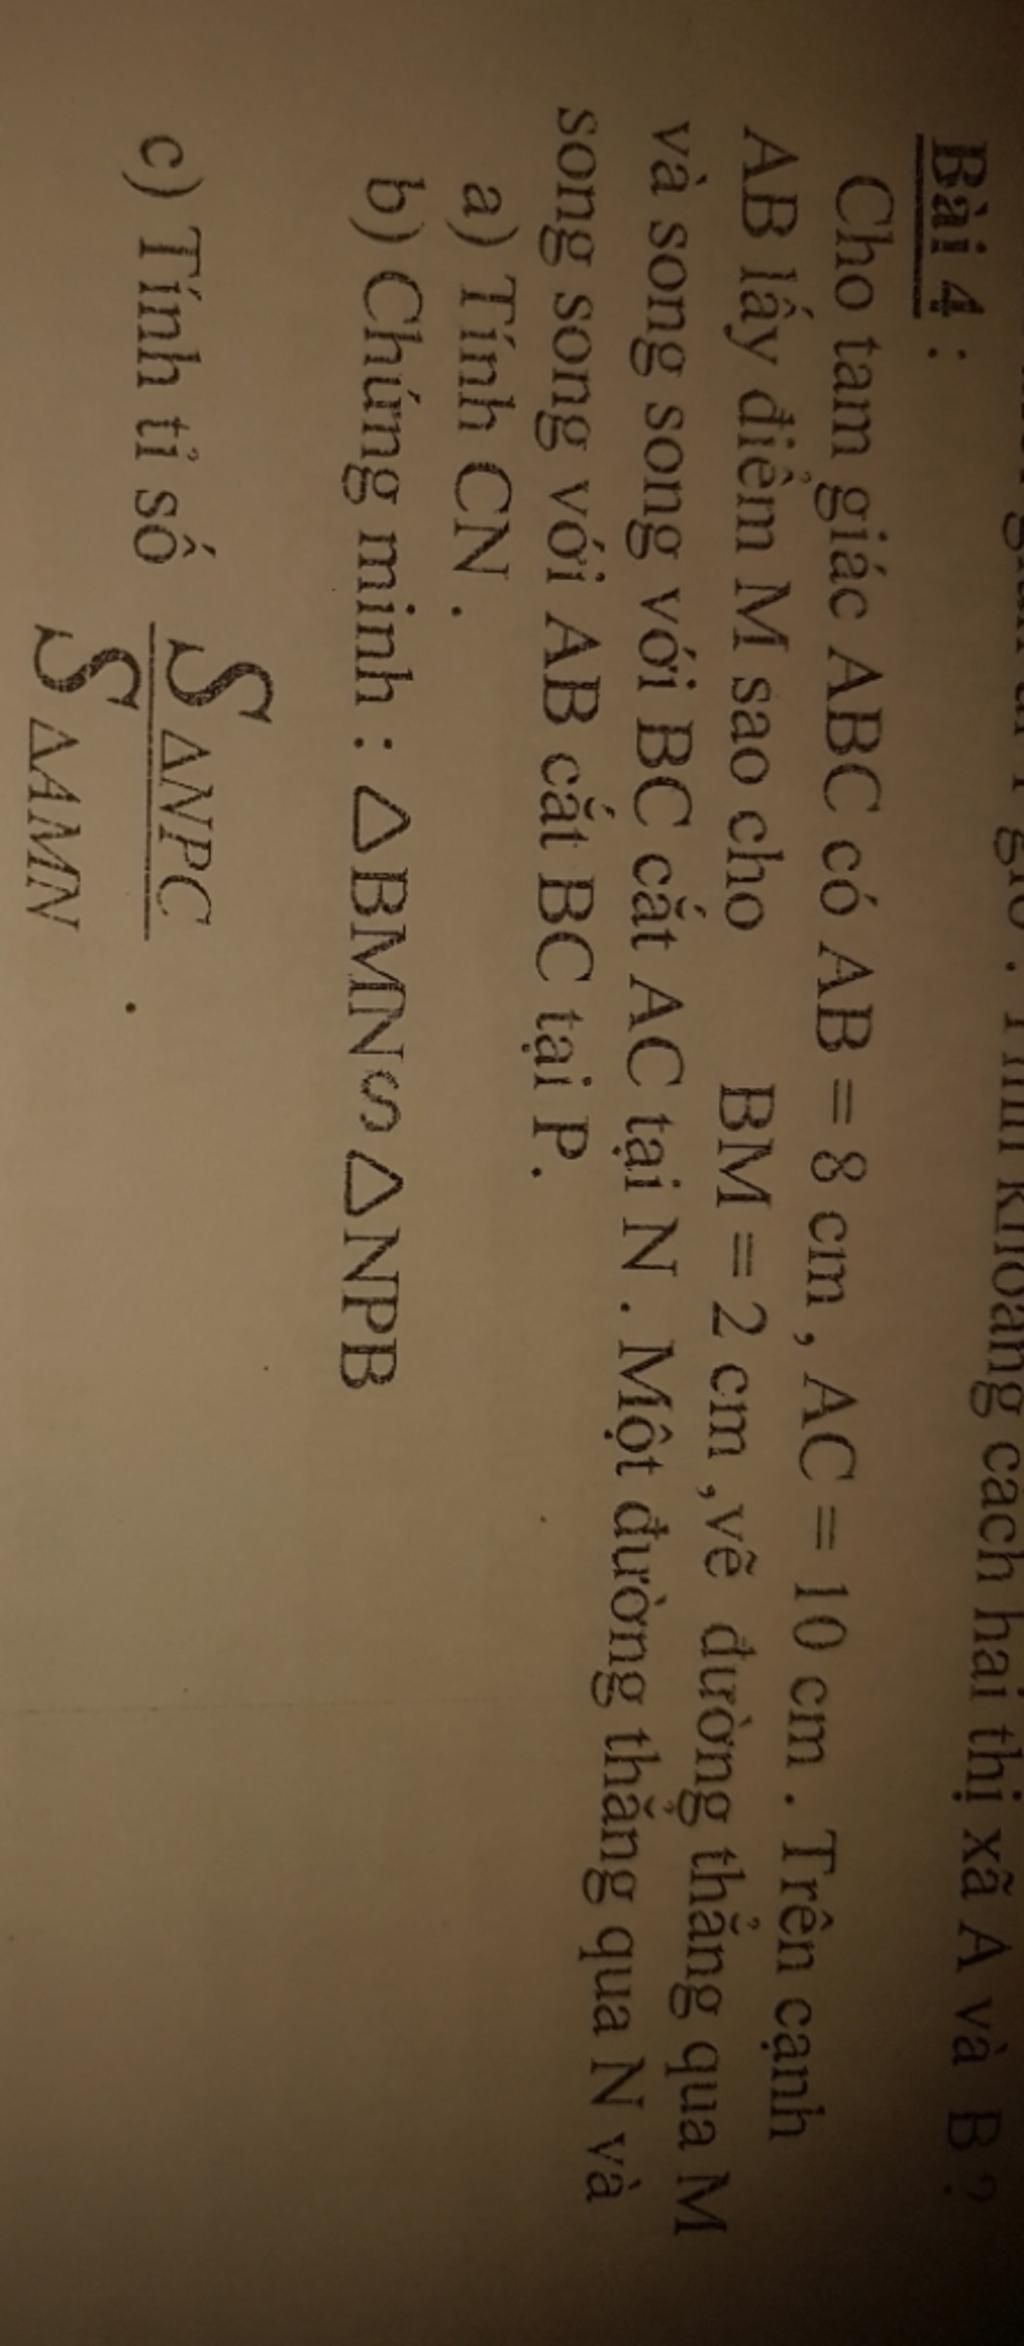 khoảng cách hai thị xã A và B ?
Bài 4 :
Cho tam giác ABC có AB = 8 cm , AC = 10 cm . Trên cạnh
AB lấy điểm M sao cho BM = 2 cm ,vẽ đường thẳng qua M
và song song với BC cắt AC tại N . Một đường thẳng qua N và
song song với AB cắt BC tại P.
a) Tính CN .
b) Chứng minh : △BMN ∽ △NPB
c) Tính tỉ số S ΔNPC / S ΔAMN .